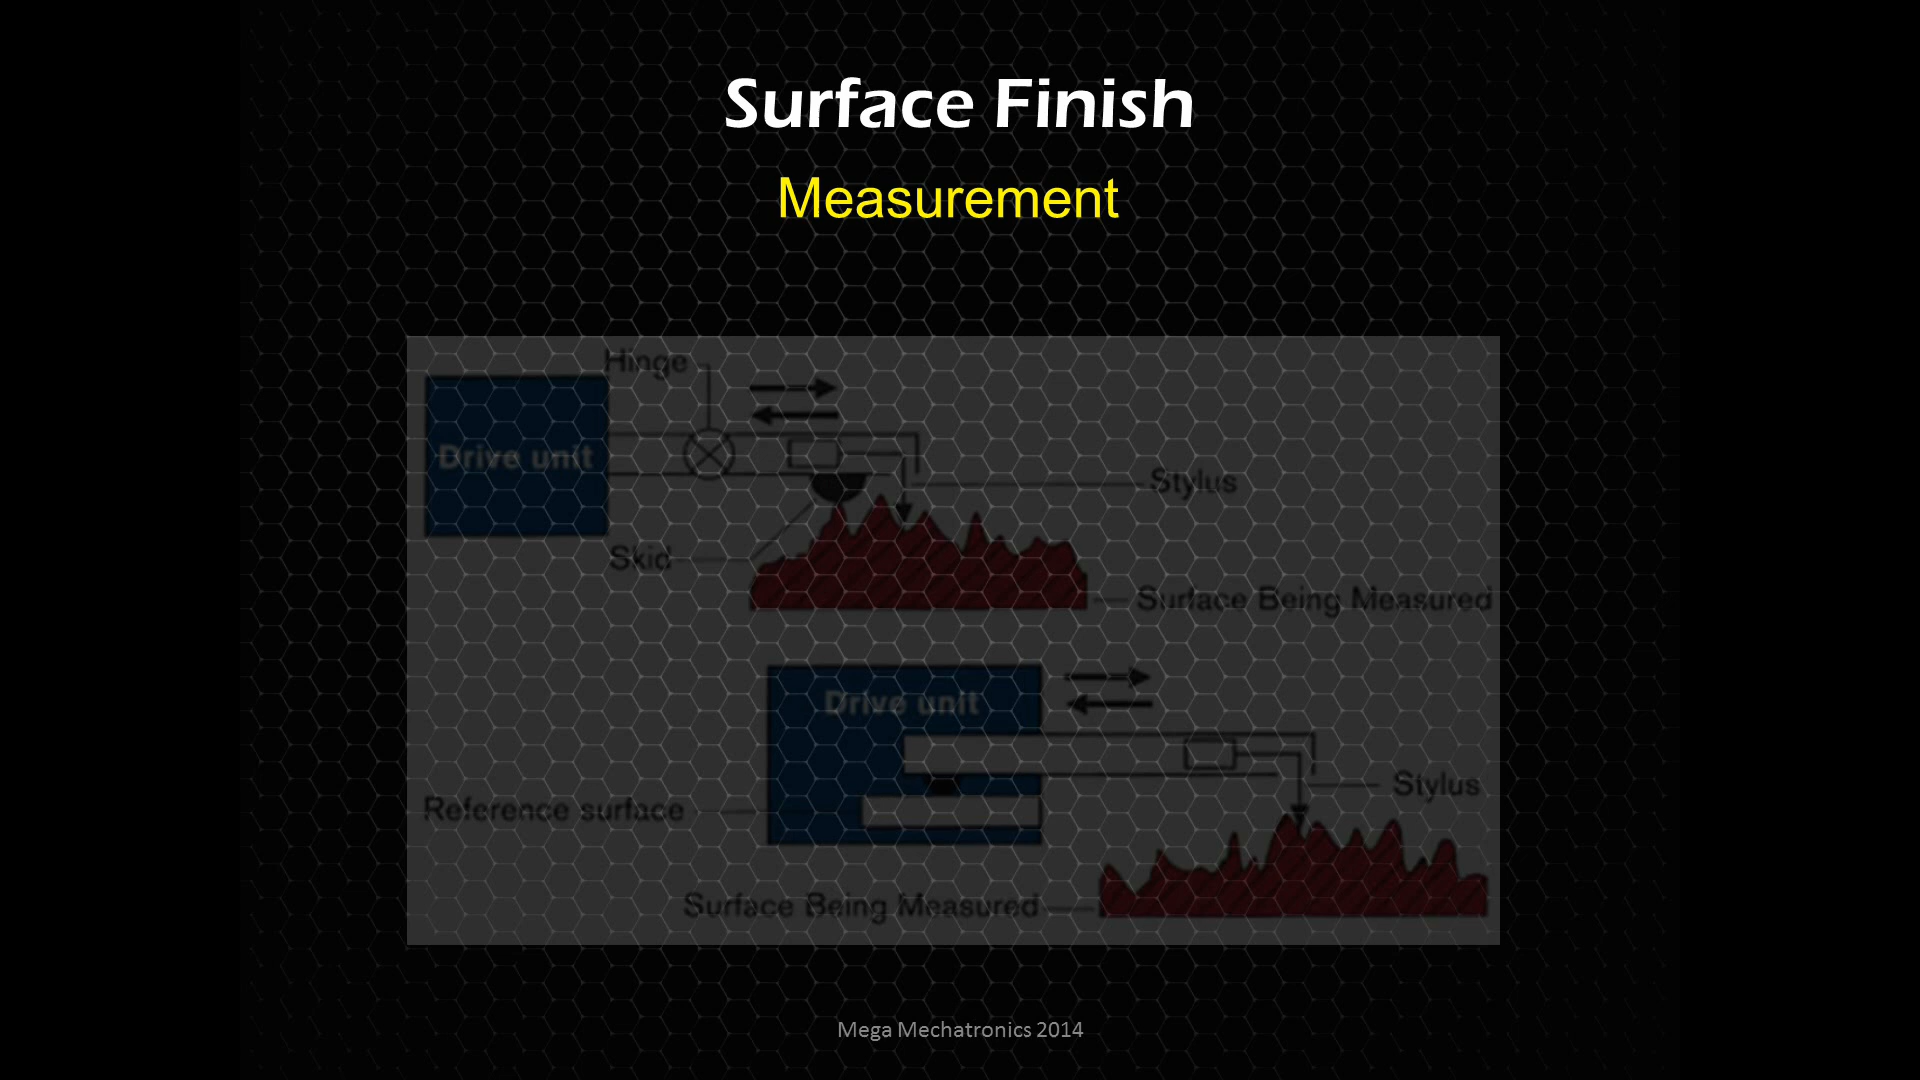 Surface Finish
Measurement
Hinge
Drive unit
Stylus
Skid
Surface Being Measured
Drive unit
Stylus
Reference surface
Surface Being Measured
Mega Mechatronics 2014